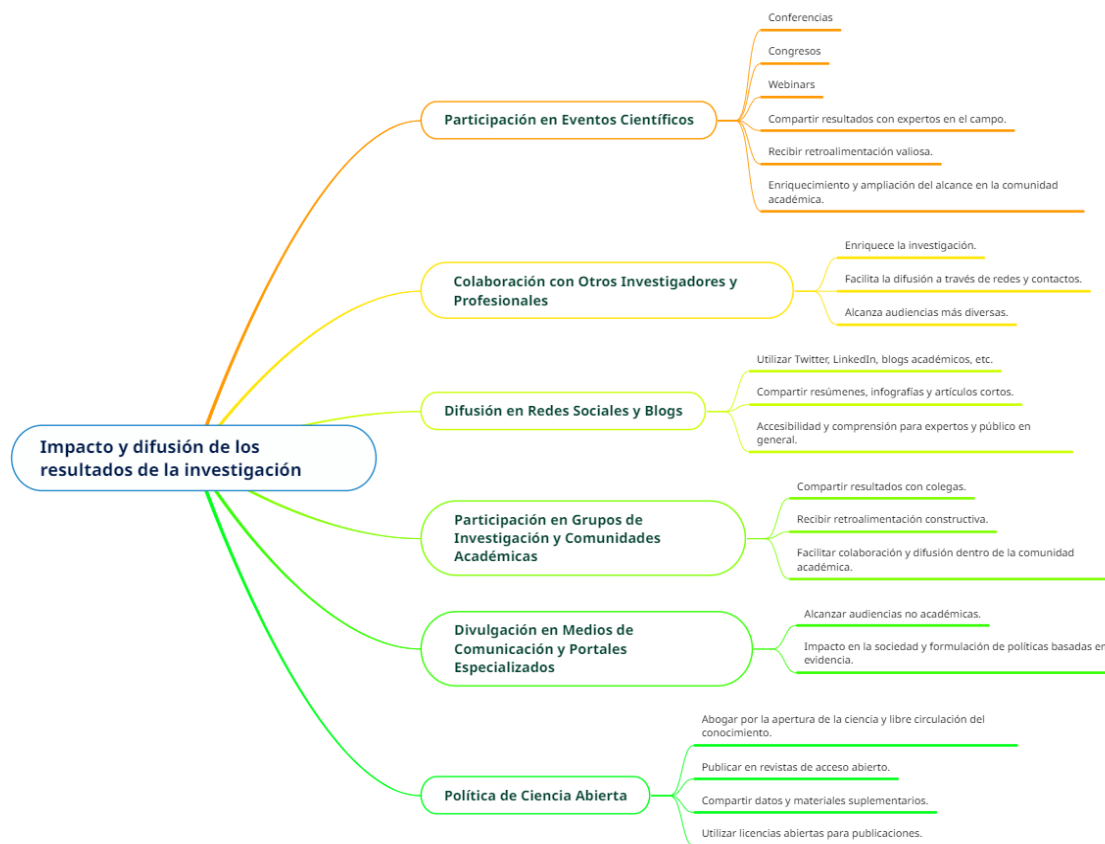 Impacto y difusión de los
resultados de la investigación
Participación en Eventos Científicos
Conferencias
Congresos
Webinars
Compartir resultados con expertos en el campo.
Recibir retroalimentación valiosa.
Enriquecimiento y ampliación del alcance en la comunidad
académica.
Colaboración con Otros Investigadores y
Profesionales
Enriquece la investigación.
Facilita la difusión a través de redes y contactos.
Alcanza audiencias más diversas.
Difusión en Redes Sociales y Blogs
Utilizar Twitter, LinkedIn, blogs académicos, etc.
Compartir resúmenes, infografías y artículos cortos.
Accesibilidad y comprensión para expertos y público en
general.
Participación en Grupos de
Investigación y Comunidades
Académicas
Compartir resultados con colegas.
Recibir retroalimentación constructiva.
Facilitar colaboración y difusión dentro de la comunidad
académica.
Divulgación en Medios de
Comunicación y Portales
Especializados
Alcanzar audiencias no académicas.
Impacto en la sociedad y formulación de políticas basadas en
evidencia.
Política de Ciencia Abierta
Abogar por la apertura de la ciencia y libre circulación del
conocimiento.
Publicar en revistas de acceso abierto.
Compartir datos y materiales suplementarios.
Utilizar licencias abiertas para publicaciones.